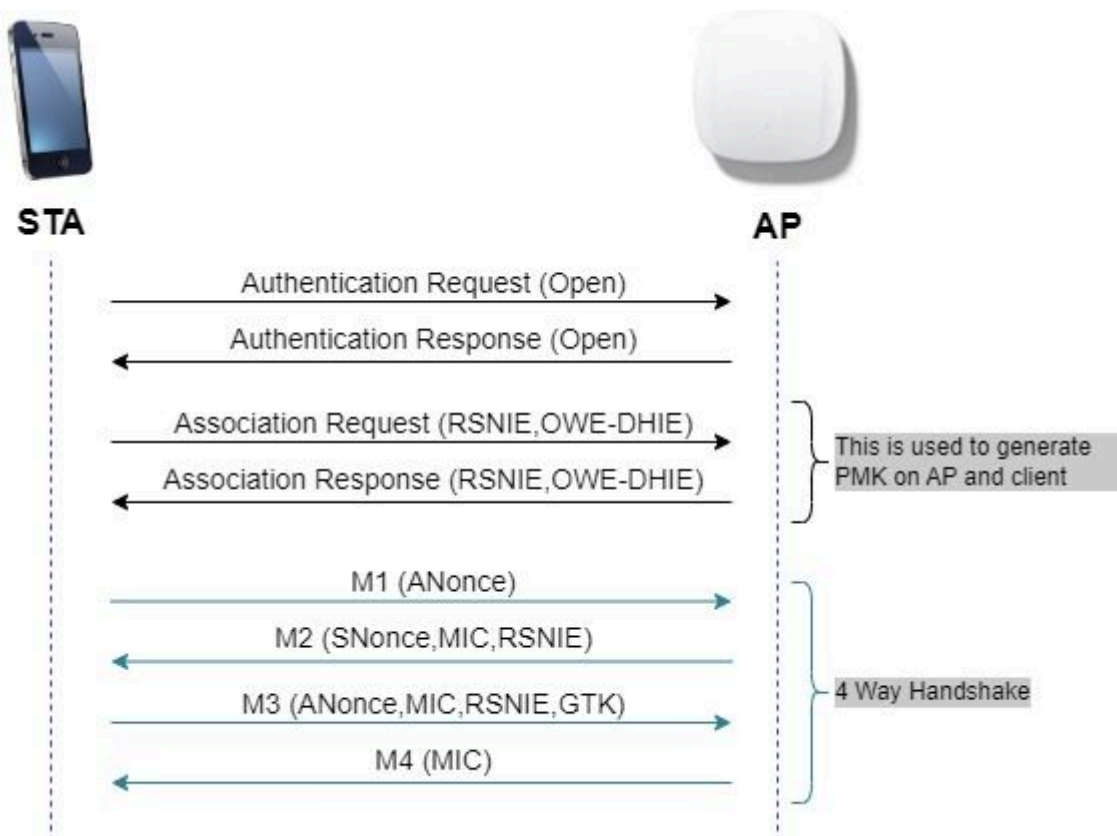 STA
AP
Authentication Request (Open)
Authentication Response (Open)
Association Request (RSNIE,OWE-DHIE)
Association Response (RSNIE,OWE-DHIE)
This is used to generate
PMK on AP and client
M1 (ANonce)
M2 (SNonce,MIC,RSNIE)
M3 (ANonce,MIC,RSNIE,GTK)
M4 (MIC)
4 Way Handshake